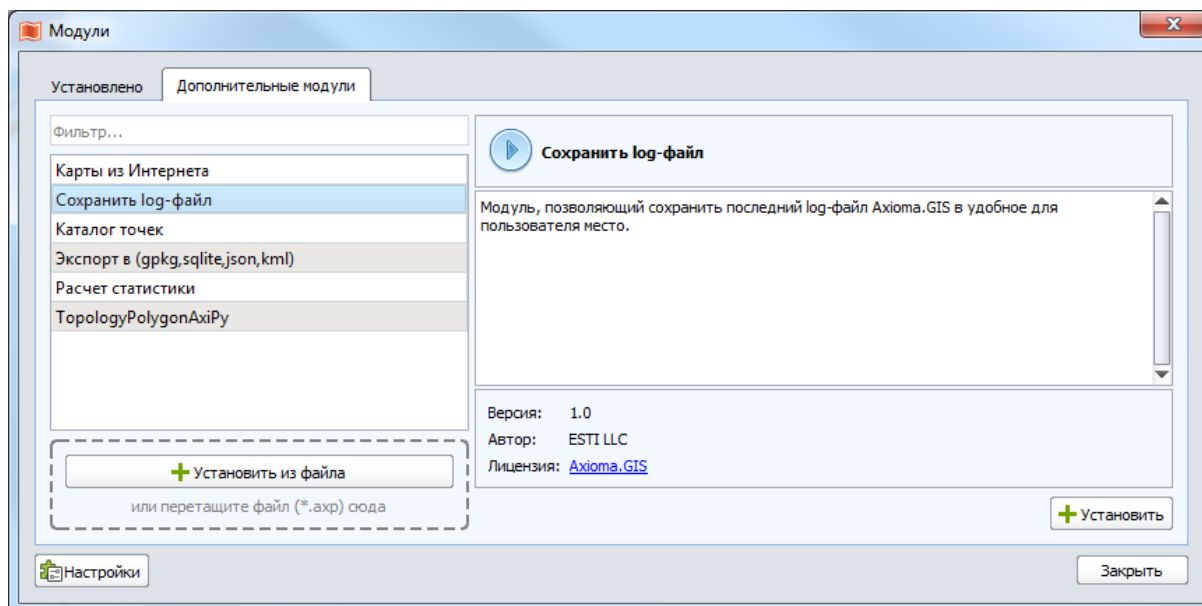 Модули
Установлено
Дополнительные модули
Фильтр...
Карты из Интернета
Сохранить log-файл
Каталог точек
Экспорт в (gpkg,sqlite,json,kml)
Расчет статистики
TopologyPolygonAxiPy
Установить из файла
или перетащите файл (*.axp) сюда
Сохранить log-файл
Модуль, позволяющий сохранить последний log-файл Axioma.GIS в удобное для
пользователя место.
Версия: 1.0
Автор: ESTI LLC
Лицензия: Axioma.GIS
Установить
Настройки
Закрыть